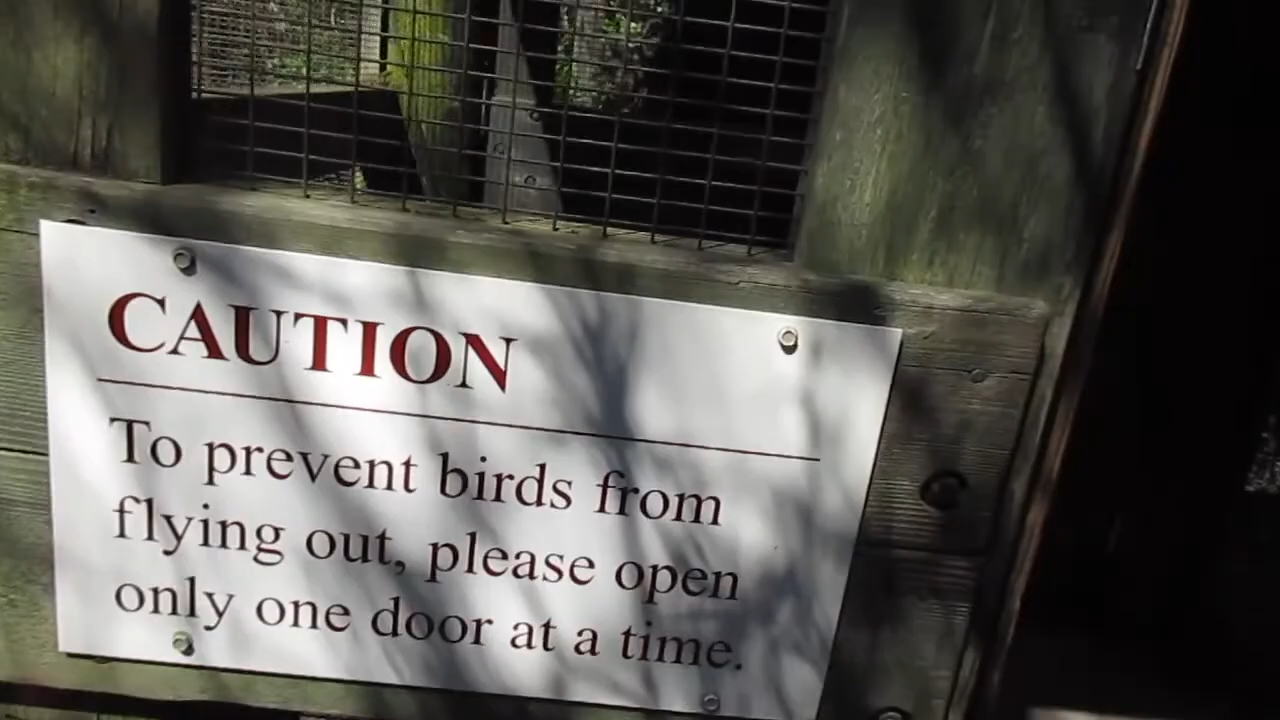 CAUTION
To prevent birds from
flying out, please open
only one door at a time.